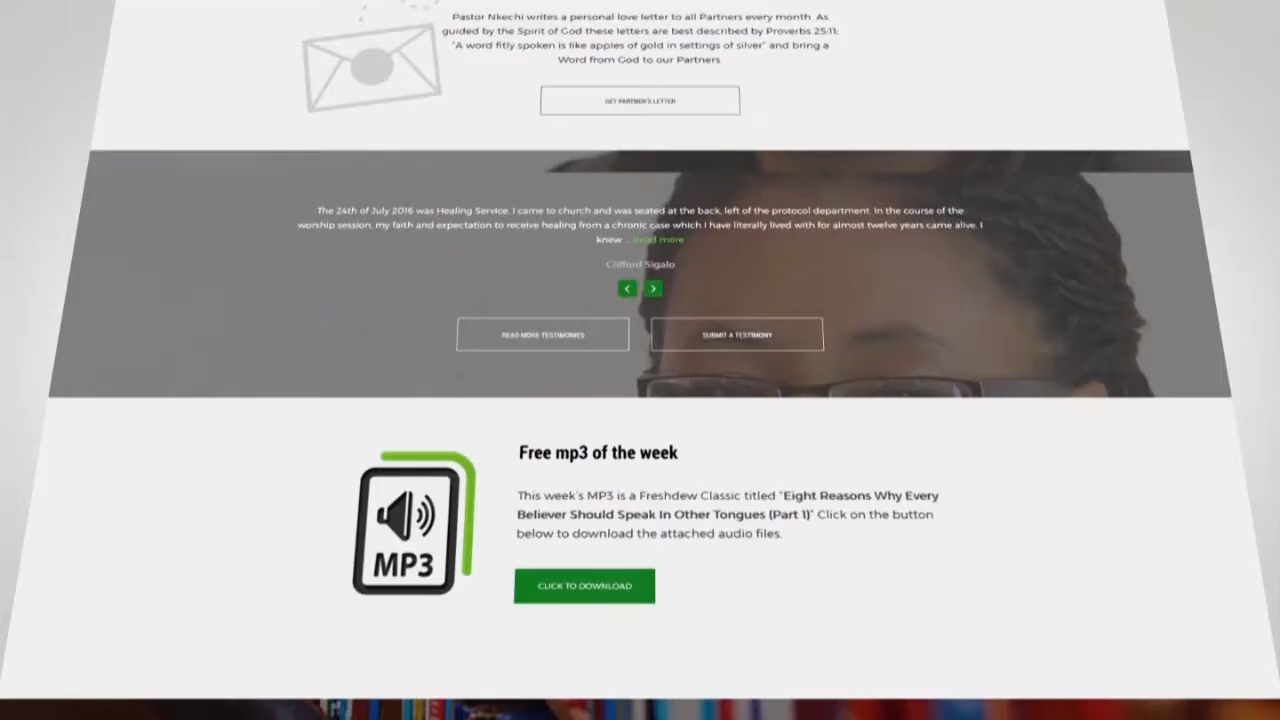 Pastor Nkechi writes a personal love letter to all Partners every month. As
guided by the Spirit of God these letters are best described by Proverbs 25:11:
"A word fitly spoken is like apples of gold in settings of silver" and bring a
Word from God to our Partners
GET PARTNER'S LETTER
The 24th of July 2016 was Healing Service. I came to church and was seated at the back, left of the protocol department. In the course of the
worship session, my faith and expectation to receive healing from a chronic case which I have literally lived with for almost twelve years came alive. I
knew ... Read more
Clifford Sigalo
READ MORE TESTIMONIES
SUBMIT A TESTIMONY
Free mp3 of the week
This week's MP3 is a Freshdew Classic titled "Eight Reasons Why Every
Believer Should Speak In Other Tongues (Part 1)" Click on the button
below to download the attached audio files.
MP3
CLICK TO DOWNLOAD